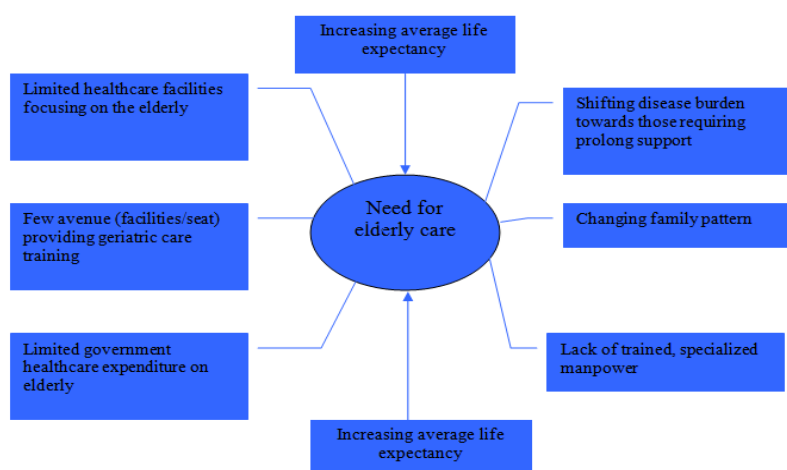 Increasing average life
expectancy
Limited healthcare facilities
focusing on the elderly
Shifting disease burden
towards those requiring
prolong support
Need for
elderly care
Few avenue (facilities/seat)
providing geriatric care
training
Changing family pattern
Limited government
healthcare expenditure on
elderly
Lack of trained, specialized
manpower
Increasing average life
expectancy